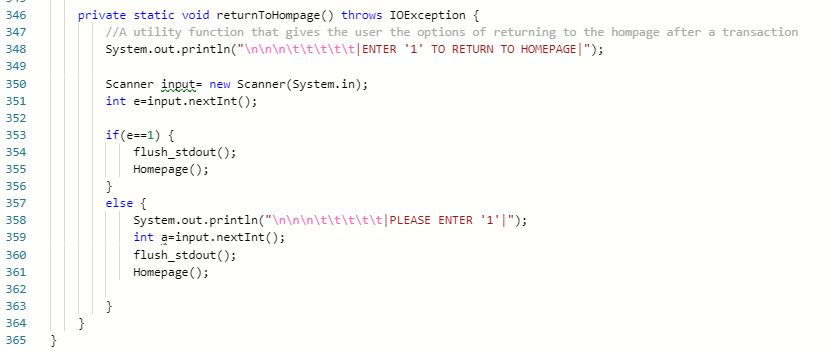 346 private static void returnToHompage() throws IOException {
347 //A utility function that gives the user the options of returning to the hompage after a transaction
348 System.out.println("\n\n\n\t\t\t\t\t|ENTER '1' TO RETURN TO HOMEPAGE|");
349
350 Scanner input= new Scanner(System.in);
351 int e=input.nextInt();
352
353 if(e==1) {
354 flush_stdout();
355 Homepage();
356 }
357 else {
358 System.out.println("\n\n\n\t\t\t\t\t|PLEASE ENTER '1'|");
359 int a=input.nextInt();
360 flush_stdout();
361 Homepage();
362
363 }
364 }
365 }